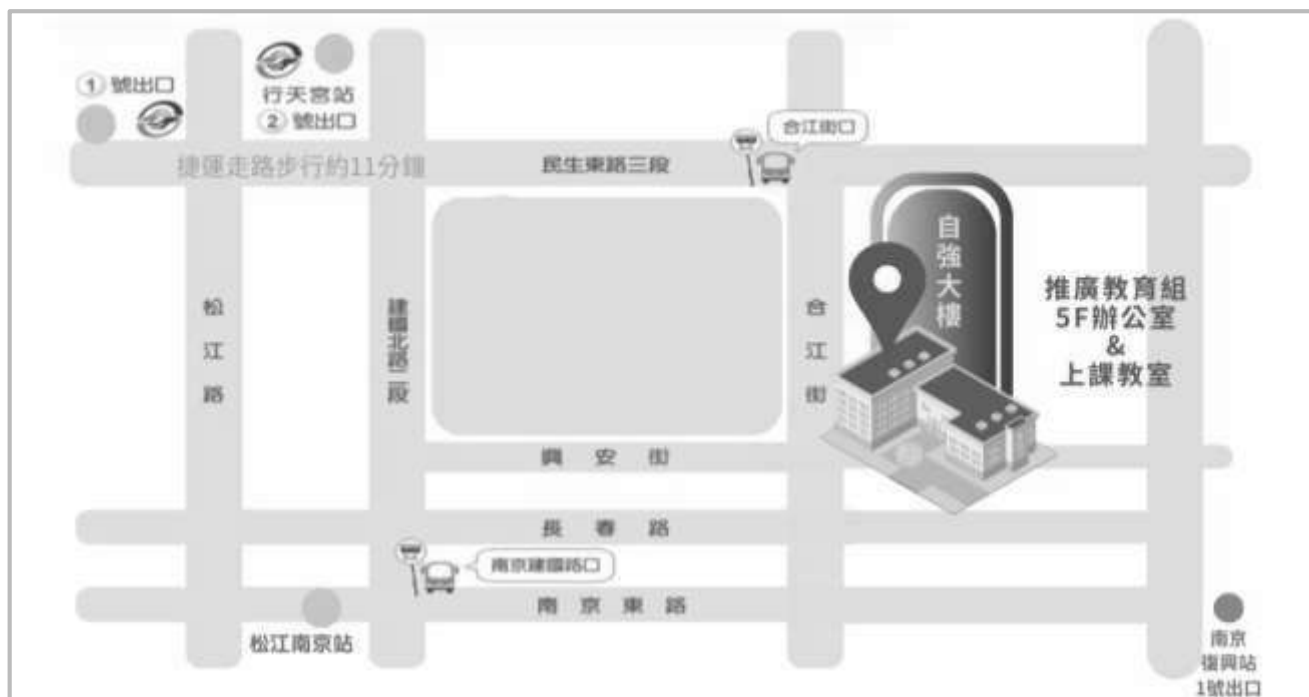 1 號出口
行天宮站
2 號出口
合江街口
捷運走路步行約11分鐘
民生東路三段
自強大樓
推廣教育組
5F辦公室
&
上課教室
松江路
建國北路二段
合江街
興安街
長春路
南京建國路口
南京東路
松江南京站
南京
復興站
1號出口